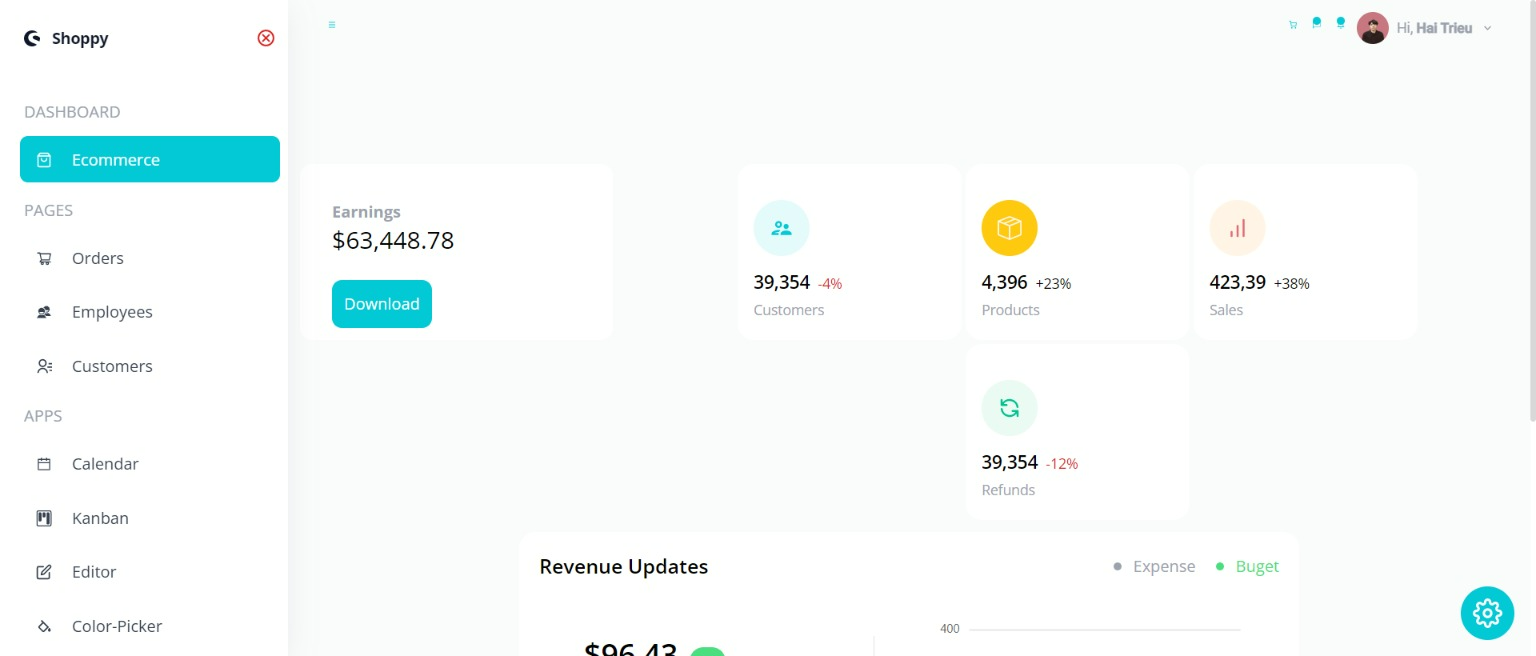 Shoppy
Hi, Hai Trieu
DASHBOARD
Ecommerce
PAGES
Orders
Employees
Customers
APPS
Calendar
Kanban
Editor
Color-Picker
Earnings
$63,448.78
Download
39,354 -4%
Customers
4,396 +23%
Products
423,39 +38%
Sales
39,354 -12%
Refunds
Revenue Updates
Expense
Buget
400
$96,43